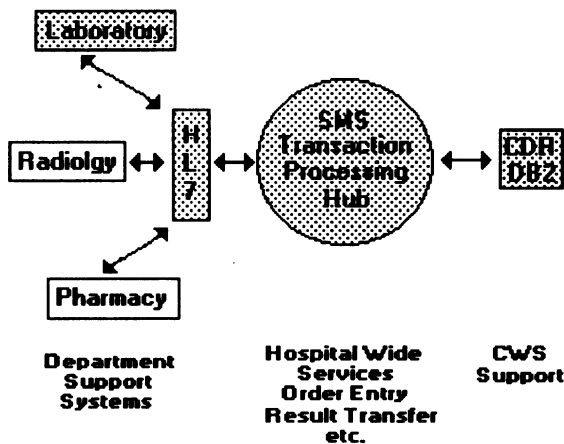 Laboratory
Radiolgy
Pharmacy
H
L
7
SMS
Transaction
Processing
Hub
CDR
DB2
Department
Support
Systems
Hospital Wide
Services
Order Entry
Result Transfer
etc.
CWS
Support